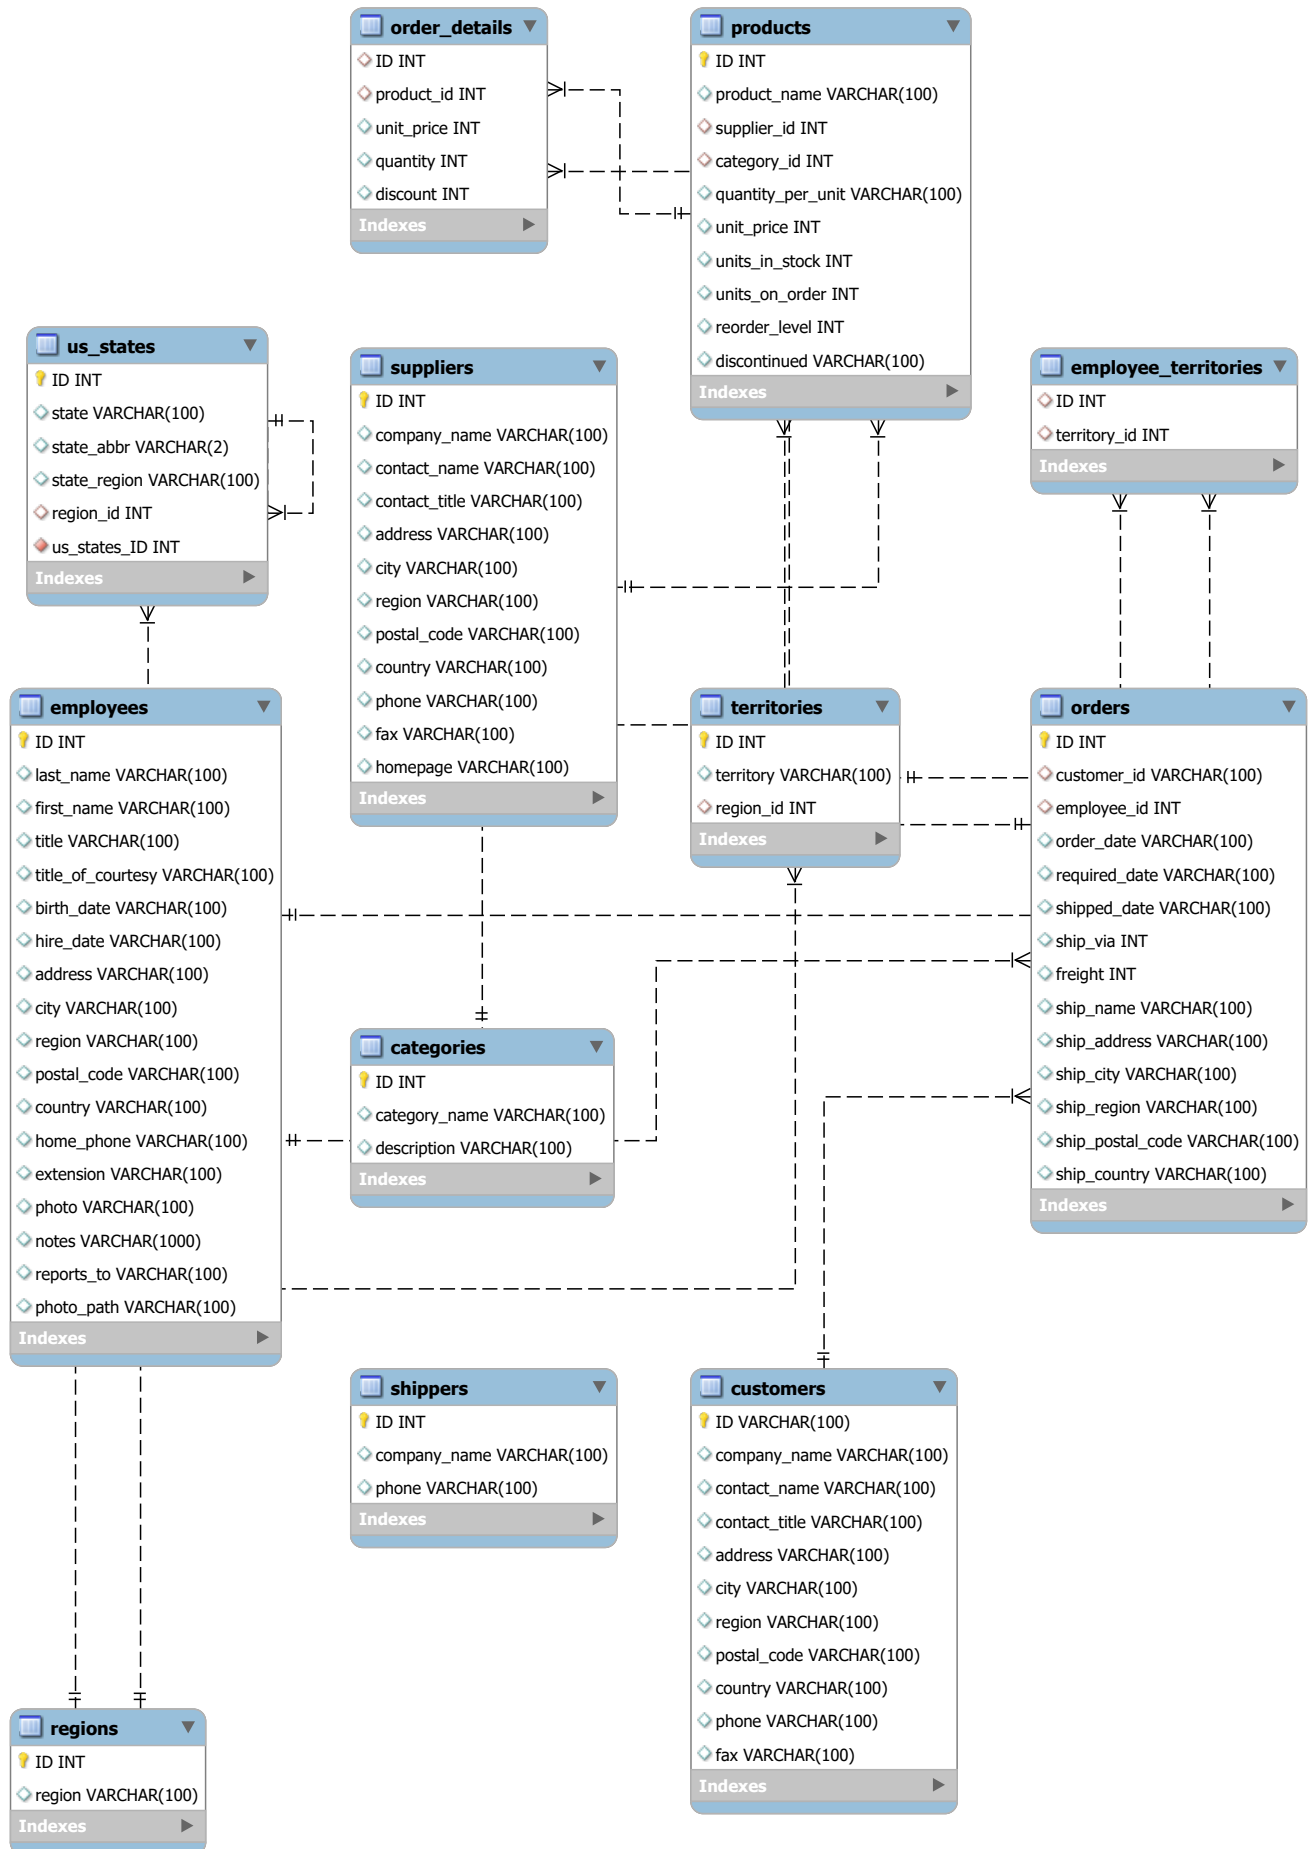 order_details
ID INT
product_id INT
unit_price INT
quantity INT
discount INT
Indexes
products
ID INT
product_name VARCHAR(100)
supplier_id INT
category_id INT
quantity_per_unit VARCHAR(100)
unit_price INT
units_in_stock INT
units_on_order INT
reorder_level INT
discontinued VARCHAR(100)
Indexes
us_states
ID INT
state VARCHAR(100)
state_abbr VARCHAR(2)
state_region VARCHAR(100)
region_id INT
us_states_ID INT
Indexes
suppliers
ID INT
company_name VARCHAR(100)
contact_name VARCHAR(100)
contact_title VARCHAR(100)
address VARCHAR(100)
city VARCHAR(100)
region VARCHAR(100)
postal_code VARCHAR(100)
country VARCHAR(100)
phone VARCHAR(100)
fax VARCHAR(100)
homepage VARCHAR(100)
Indexes
employee_territories
ID INT
territory_id INT
Indexes
employees
ID INT
last_name VARCHAR(100)
first_name VARCHAR(100)
title VARCHAR(100)
title_of_courtesy VARCHAR(100)
birth_date VARCHAR(100)
hire_date VARCHAR(100)
address VARCHAR(100)
city VARCHAR(100)
region VARCHAR(100)
postal_code VARCHAR(100)
country VARCHAR(100)
home_phone VARCHAR(100)
extension VARCHAR(100)
photo VARCHAR(100)
notes VARCHAR(1000)
reports_to VARCHAR(100)
photo_path VARCHAR(100)
Indexes
territories
ID INT
territory VARCHAR(100)
region_id INT
Indexes
orders
ID INT
customer_id VARCHAR(100)
employee_id INT
order_date VARCHAR(100)
required_date VARCHAR(100)
shipped_date VARCHAR(100)
ship_via INT
freight INT
ship_name VARCHAR(100)
ship_address VARCHAR(100)
ship_city VARCHAR(100)
ship_region VARCHAR(100)
ship_postal_code VARCHAR(100)
ship_country VARCHAR(100)
Indexes
categories
ID INT
category_name VARCHAR(100)
description VARCHAR(100)
Indexes
shippers
ID INT
company_name VARCHAR(100)
phone VARCHAR(100)
Indexes
customers
ID VARCHAR(100)
company_name VARCHAR(100)
contact_name VARCHAR(100)
contact_title VARCHAR(100)
address VARCHAR(100)
city VARCHAR(100)
region VARCHAR(100)
postal_code VARCHAR(100)
country VARCHAR(100)
phone VARCHAR(100)
fax VARCHAR(100)
Indexes
regions
ID INT
region VARCHAR(100)
Indexes